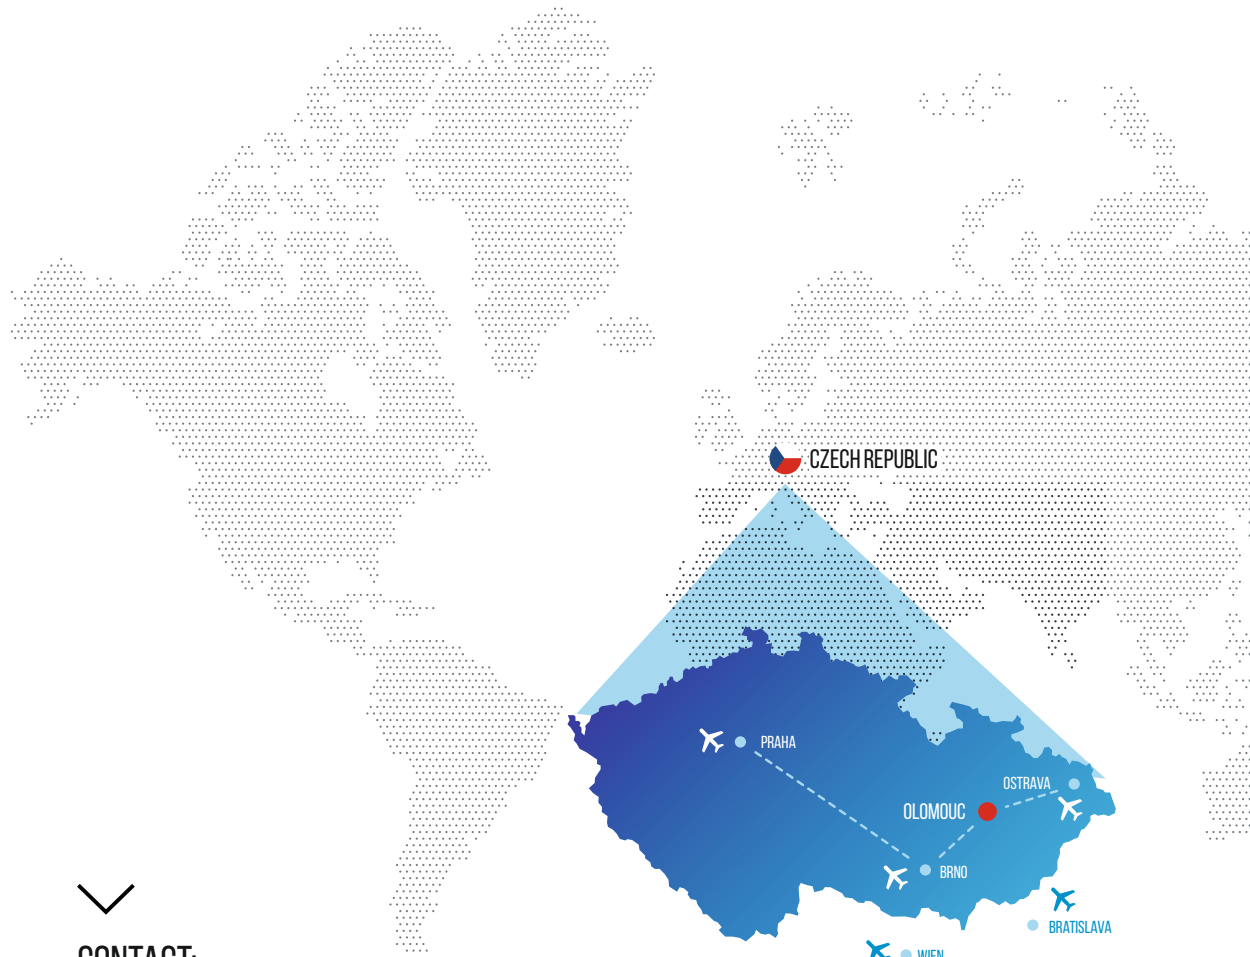 CZECH REPUBLIC
PRAHA
OSTRAVA
OLOMOUC
BRNO
BRATISLAVA
WIEN
CONTACT: